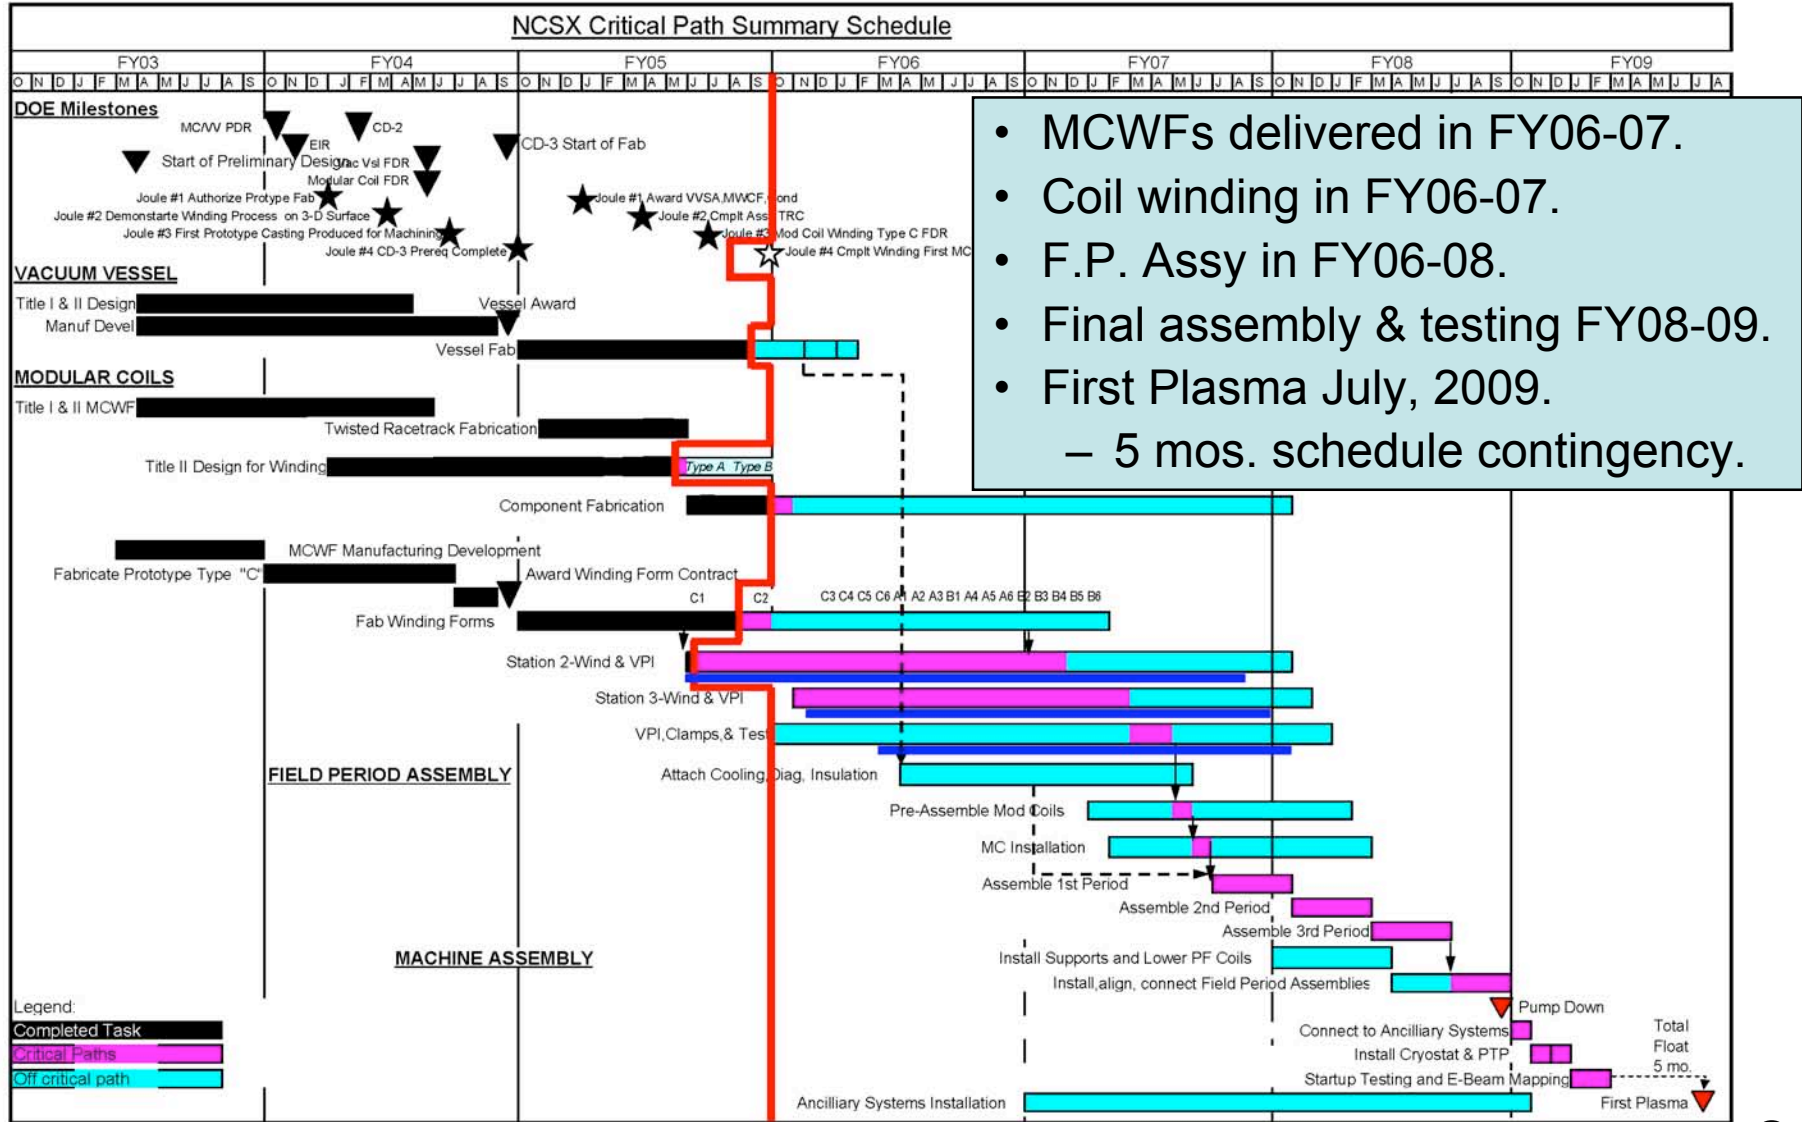 NCSX Critical Path Summary Schedule
FY03 FY04 FY05 FY06 FY07 FY08 FY09
O N D J F M A M J J A S O N D J F M A M J J A S O N D J F M A M J J A S O N D J F M A M J J A S O N D J F M A M J J A S O N D J F M A M J J A S O N D J F M A M J J A
DOE Milestones
MC/VV PDR
CD-2
EIR
CD-3 Start of Fab
Start of Preliminary Design
Vac Vsl FDR
Modular Coil FDR
Joule #1 Authorize Protype Fab
Joule #1 Award VVSA,MWCF,Cond
Joule #2 Demonstarte Winding Process on 3-D Surface
Joule #2 Cmplt Assy TRC
Joule #3 First Prototype Casting Produced for Machining
Joule #3 Mod Coil Winding Type C FDR
Joule #4 CD-3 Prereq Complete
Joule #4 Cmplt Winding First MC
• MCWFs delivered in FY06-07.
• Coil winding in FY06-07.
• F.P. Assy in FY06-08.
• Final assembly & testing FY08-09.
• First Plasma July, 2009.
– 5 mos. schedule contingency.
VACUUM VESSEL
Title I & II Design
Vessel Award
Manuf Devel
Vessel Fab
MODULAR COILS
Title I & II MCWF
Twisted Racetrack Fabrication
Title II Design for Winding
Type A Type B
Component Fabrication
MCWF Manufacturing Development
Fabricate Prototype Type "C"
Award Winding Form Contract
C1 C2 C3 C4 C5 C6 A1 A2 A3 B1 A4 A5 A6 B2 B3 B4 B5 B6
Fab Winding Forms
Station 2-Wind & VPI
Station 3-Wind & VPI
VPI,Clamps,& Test
FIELD PERIOD ASSEMBLY
Attach Cooling,Diag, Insulation
Pre-Assemble Mod Coils
MC Installation
Assemble 1st Period
Assemble 2nd Period
Assemble 3rd Period
MACHINE ASSEMBLY
Install Supports and Lower PF Coils
Install,align, connect Field Period Assemblies
Pump Down
Connect to Ancilliary Systems
Install Cryostat & PTP
Startup Testing and E-Beam Mapping
Total
Float
5 mo.
Ancilliary Systems Installation
First Plasma
Legend:
Completed Task
Critical Paths
Off critical path